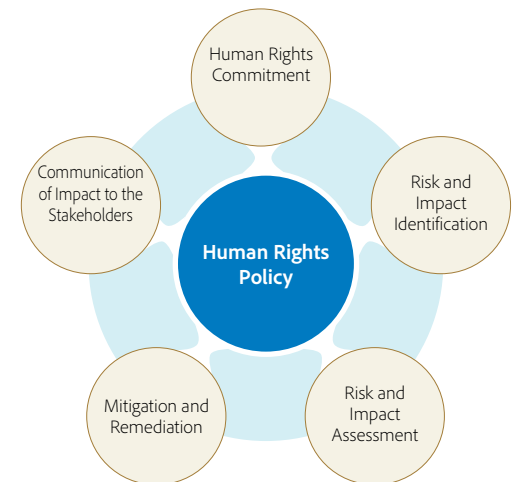 Human Rights
Commitment
Communication
of Impact to the
Stakeholders
Risk and
Impact
Identification
Human Rights
Policy
Mitigation and
Remediation
Risk and
Impact
Assessment